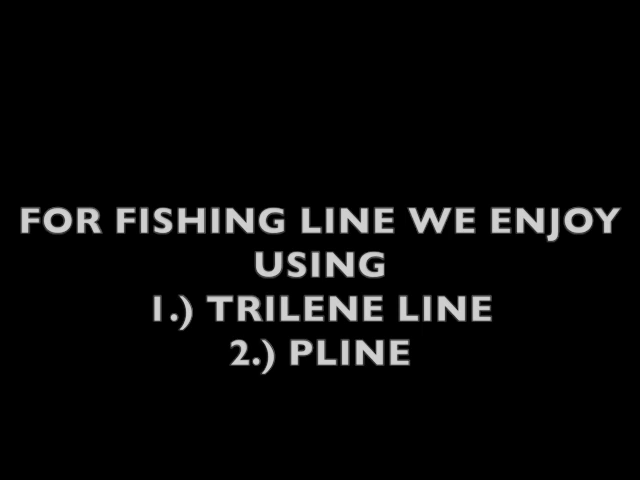 FOR FISHING LINE WE ENJOY
USING
1.) TRILENE LINE
2.) PLINE